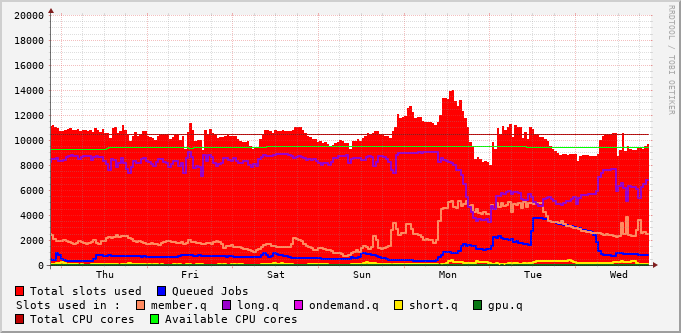 20000
18000
16000
14000
12000
10000
8000
6000
4000
2000
0
Thu Fri Sat Sun Mon Tue Wed
RRDTOOL / TOBI OETIKER
Total slots used Queued Jobs
Slots used in : member.q long.q ondemand.q short.q gpu.q
Total CPU cores Available CPU cores